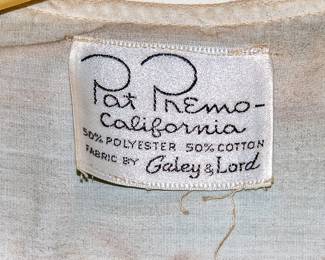 Pat Premo-
California
50% POLYESTER 50% COTTON
FABRIC BY Galey & Lord